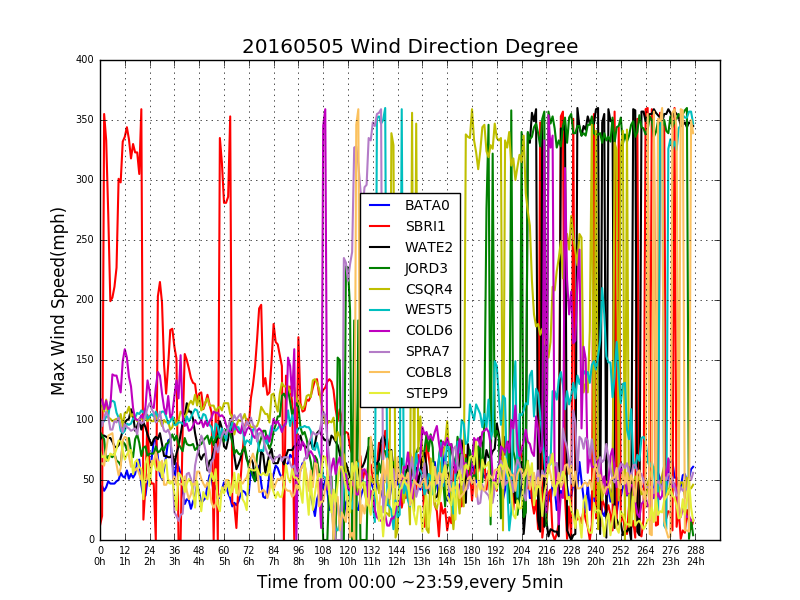 20160505 Wind Direction Degree
Max Wind Speed(mph)
400
350
300
250
200
150
100
50
0
BATA0
SBRI1
WATE2
JORD3
CSQR4
WEST5
COLD6
SPRA7
COBL8
STEP9
0 12 24 36 48 60 72 84 96 108 120 132 144 156 168 180 192 204 216 228 240 252 264 276 288
0h 1h 2h 3h 4h 5h 6h 7h 8h 9h 10h 11h 12h 13h 14h 15h 16h 17h 18h 19h 20h 21h 22h 23h 24h
Time from 00:00 ~23:59,every 5min